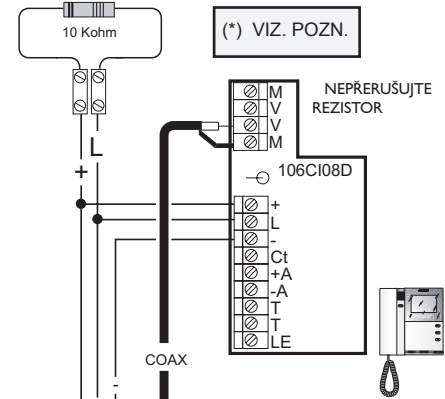 10 Kohm
(*) VIZ. POZN.
NEPŘERUŠUJTE
REZISTOR
M
V
V
M
106CI08D
L
+
+
L
-
Ct
+A
-A
T
T
LE
COAX
-